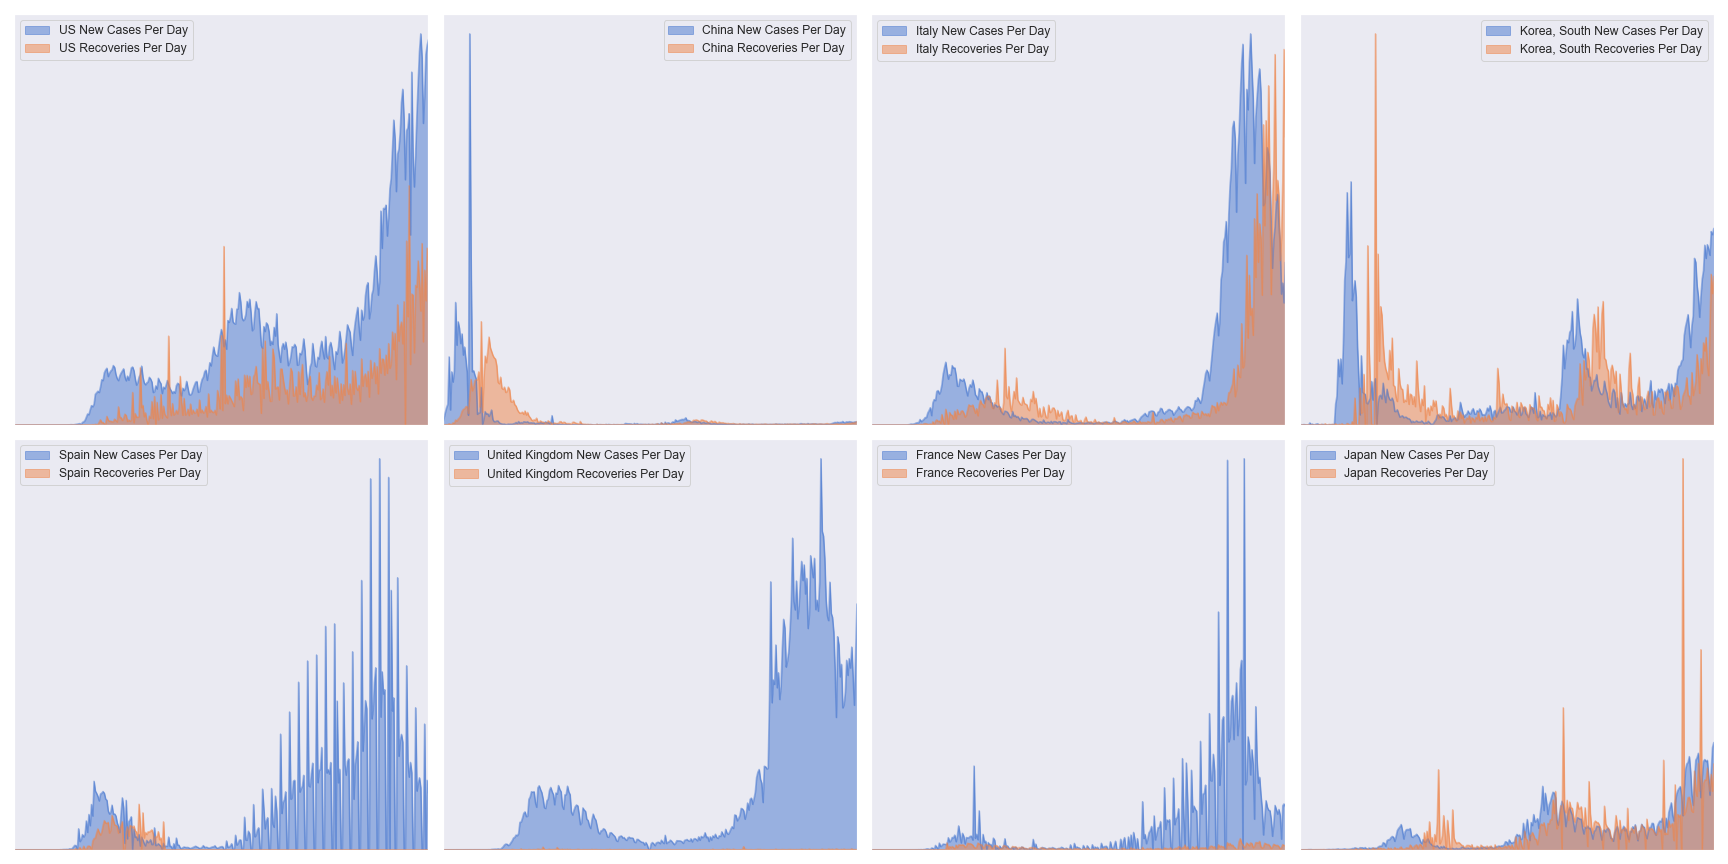 US New Cases Per Day
US Recoveries Per Day
China New Cases Per Day
China Recoveries Per Day
Italy New Cases Per Day
Italy Recoveries Per Day
Korea, South New Cases Per Day
Korea, South Recoveries Per Day
Spain New Cases Per Day
Spain Recoveries Per Day
United Kingdom New Cases Per Day
United Kingdom Recoveries Per Day
France New Cases Per Day
France Recoveries Per Day
Japan New Cases Per Day
Japan Recoveries Per Day